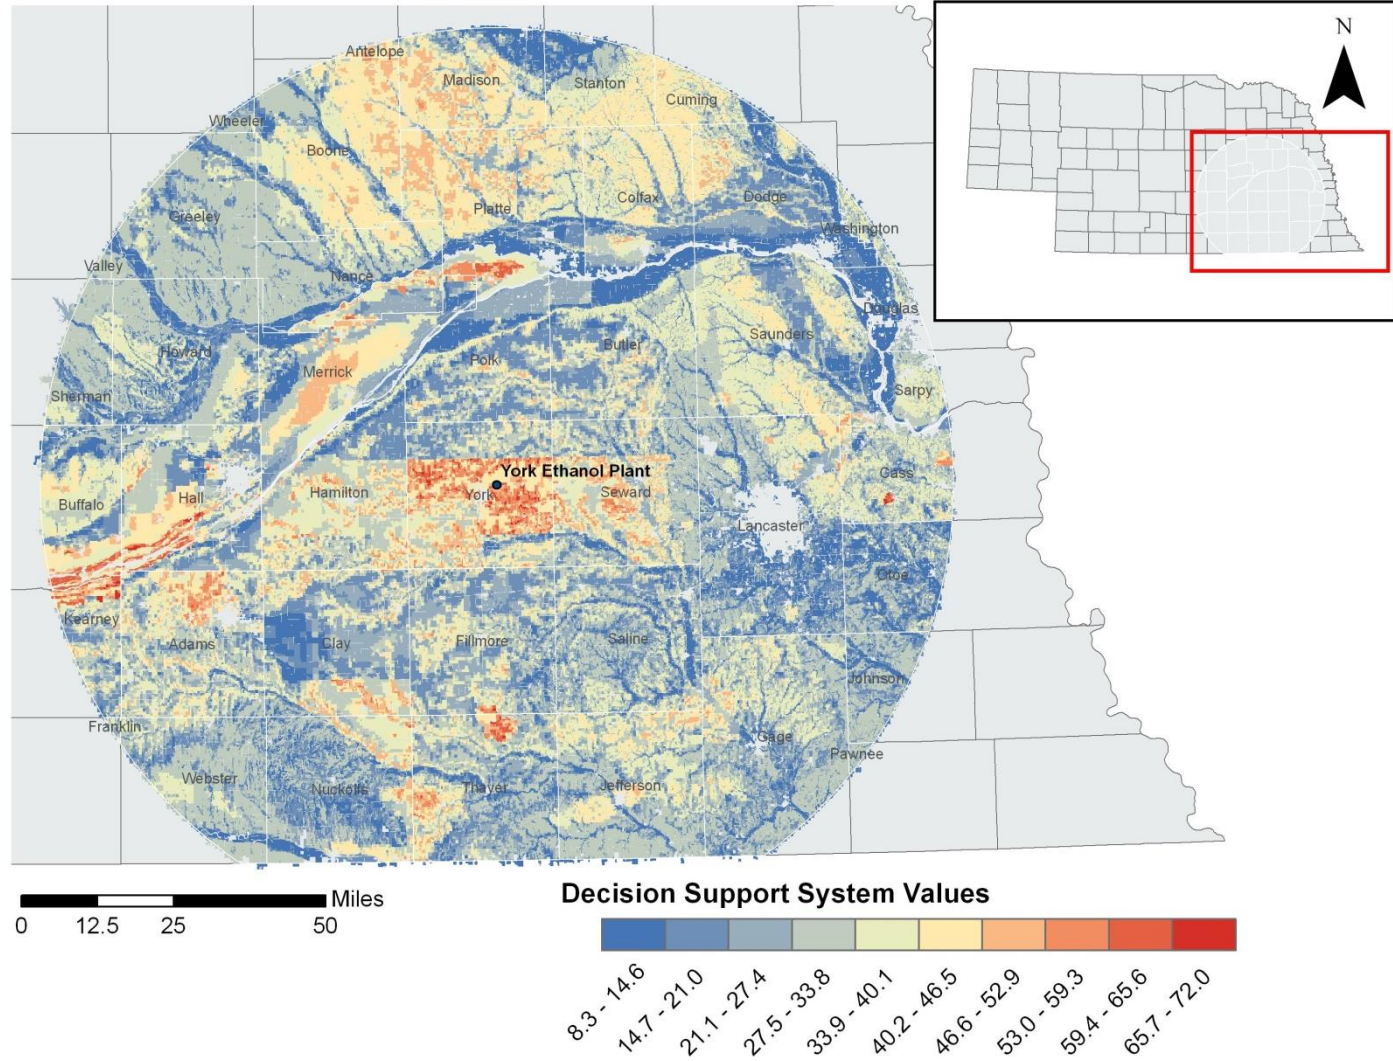 N
Antelope
Madison
Stanton
Cuming
Wheeler
Boone
Colfax
Dodge
Greeley
Platte
Washington
Valley
Nance
Douglas
Howard
Merrick
Polk
Butler
Saunders
Sherman
Sarpy
York Ethanol Plant
Buffalo
Hall
Hamilton
York
Seward
Cass
Lancaster
Otoe
Kearney
Adams
Clay
Fillmore
Saline
Johnson
Franklin
Gage
Pawnee
Webster
Nuckolls
Thayer
Jefferson
Miles
0 12.5 25 50
Decision Support System Values
8.3 - 14.6
14.7 - 21.0
21.1 - 27.4
27.5 - 33.8
33.9 - 40.1
40.2 - 46.5
46.6 - 52.9
53.0 - 59.3
59.4 - 65.6
65.7 - 72.0